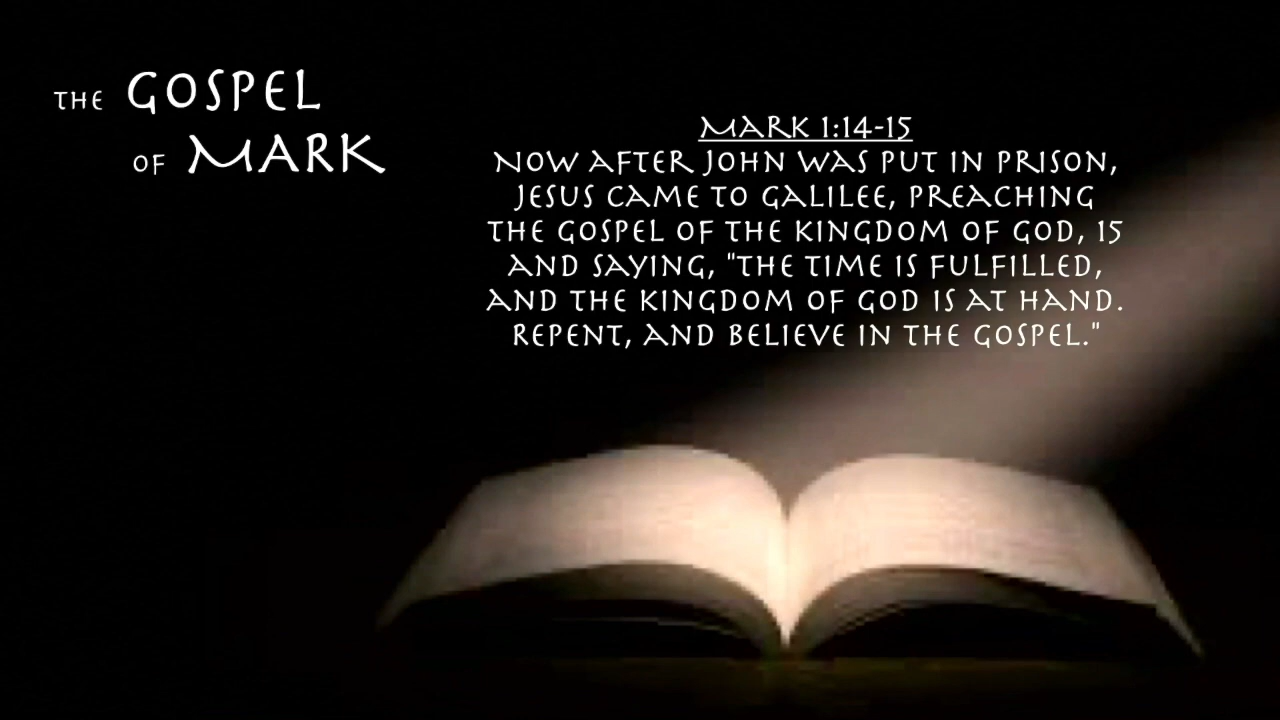 THE GOSPEL
OF MARK
MARK 1:14-15
NOW AFTER JOHN WAS PUT IN PRISON,
JESUS CAME TO GALILEE, PREACHING
THE GOSPEL OF THE KINGDOM OF GOD, 15
AND SAYING, "THE TIME IS FULFILLED,
AND THE KINGDOM OF GOD IS AT HAND.
REPENT, AND BELIEVE IN THE GOSPEL."